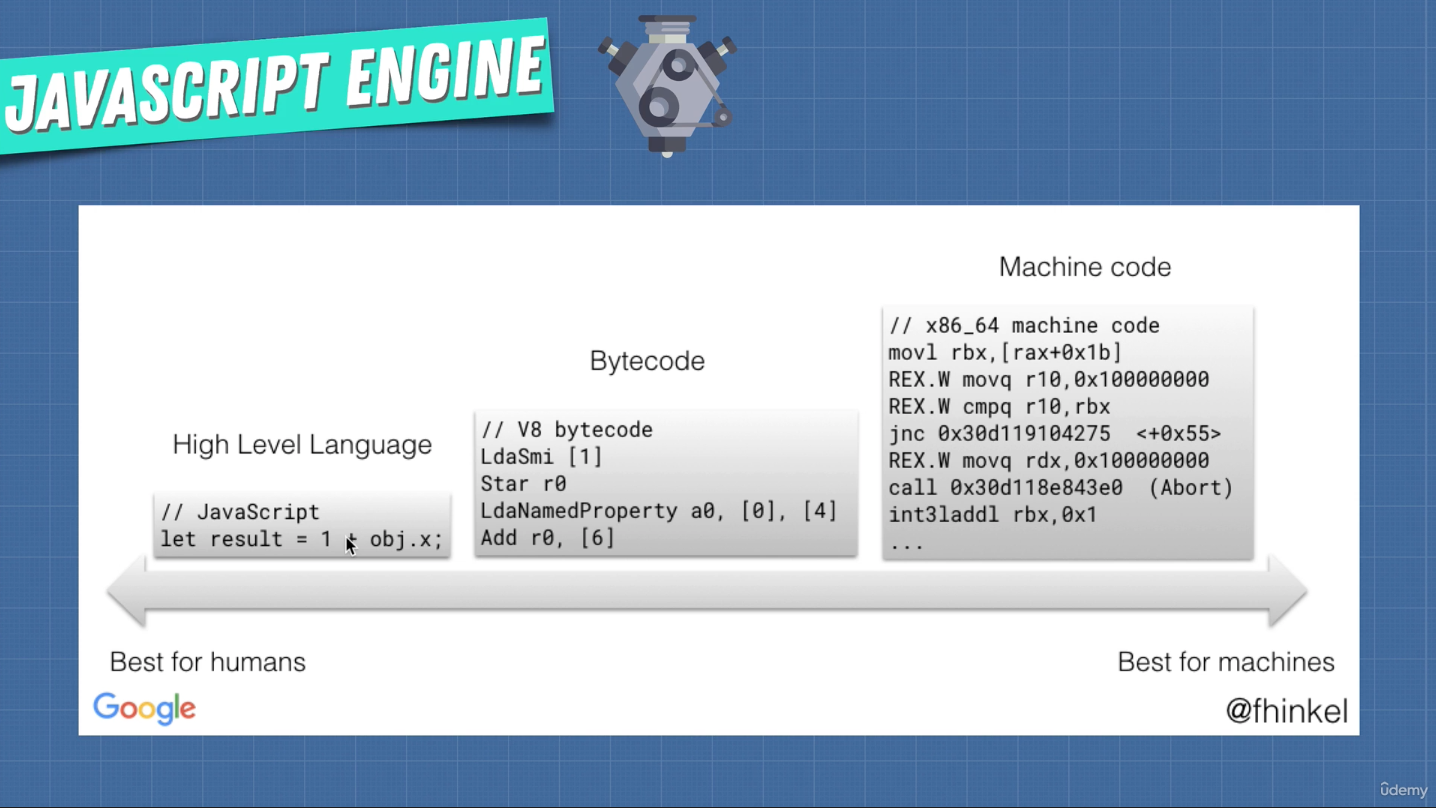 JAVASCRIPT ENGINE
Machine code
// x86_64 machine code
movl rbx,[rax+0x1b]
REX.W movq r10,0x100000000
REX.W cmpq r10,rbx
jnc 0x30d119104275 <+0x55>
REX.W movq rdx,0x100000000
call 0x30d118e843e0 (Abort)
int3laddl rbx,0x1
...
Bytecode
// V8 bytecode
LdaSmi [1]
Star r0
LdaNamedProperty a0, [0], [4]
Add r0, [6]
High Level Language
// JavaScript
let result = 1 + obj.x;
Best for humans
Best for machines
Google
@fhinkel
ûdemy